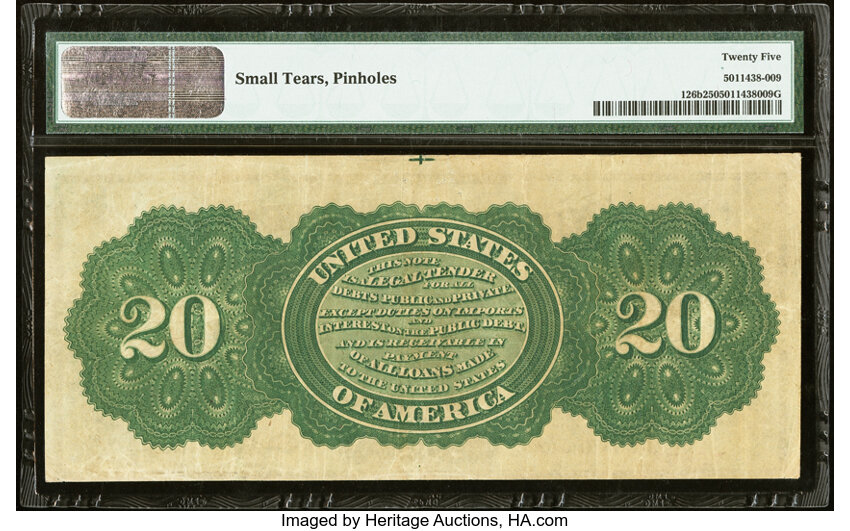 Small Tears, Pinholes
Twenty Five
5011438-009
126b2505011438009G
UNITED STATES
THIS NOTE
IS A LEGAL TENDER
FOR ALL
DEBTS PUBLIC AND PRIVATE
EXCEPT DUTIES ON IMPORTS
AND
INTEREST ON THE PUBLIC DEBT,
AND IS RECEIVABLE IN
PAYMENT
OF ALL LOANS MADE
TO THE UNITED STATES
OF AMERICA
20
20
Imaged by Heritage Auctions, HA.com